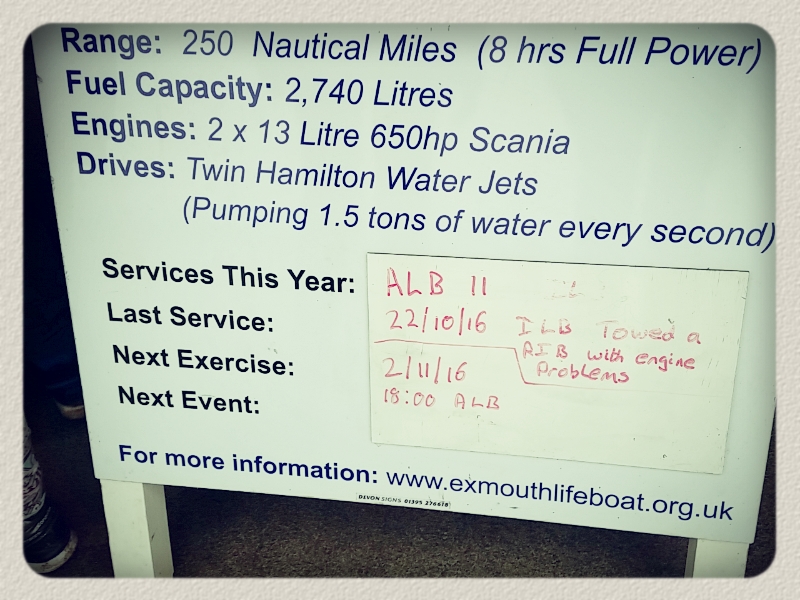 Range: 250 Nautical Miles (8 hrs Full Power)
Fuel Capacity: 2,740 Litres
Engines: 2 x 13 Litre 650hp Scania
Drives: Twin Hamilton Water Jets
(Pumping 1.5 tons of water every second)
Services This Year: ALB 11
Last Service: 22/10/16 ILB Towed a
RIB with engine
Problems
Next Exercise: 2/11/16
Next Event: 18:00 ALB
For more information: www.exmouthlifeboat.org.uk
DEVON SIGNS 01395 276618